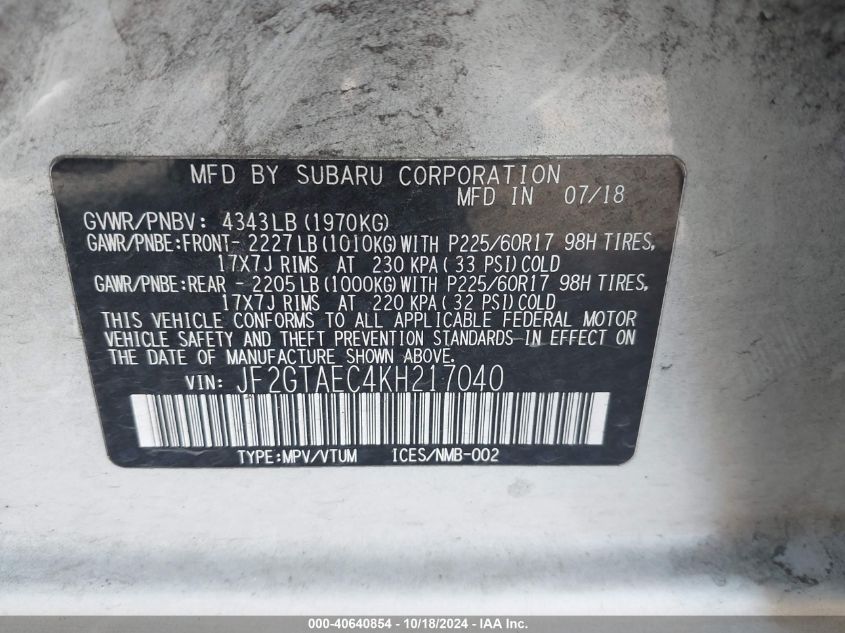 MFD BY SUBARU CORPORATION
MFD IN 07/18
GVWR/PNBV: 4343LB (1970KG)
GAWR/PNBE:FRONT- 2227LB (1010KG) WITH P225/60R17 98H TIRES,
17X7J RIMS AT 230 KPA (33 PSI) COLD
GAWR/PNBE:REAR - 2205LB (1000KG) WITH P225/60R17 98H TIRES,
17X7J RIMS AT 220 KPA (32 PSI) COLD
THIS VEHICLE CONFORMS TO ALL APPLICABLE FEDERAL MOTOR
VEHICLE SAFETY AND THEFT PREVENTION STANDARDS IN EFFECT ON
THE DATE OF MANUFACTURE SHOWN ABOVE.
VIN: JF2GTAEC4KH217040
TYPE:MPV/VTUM ICES/NMB-002
000-40640854 - 10/18/2024 - IAA Inc.